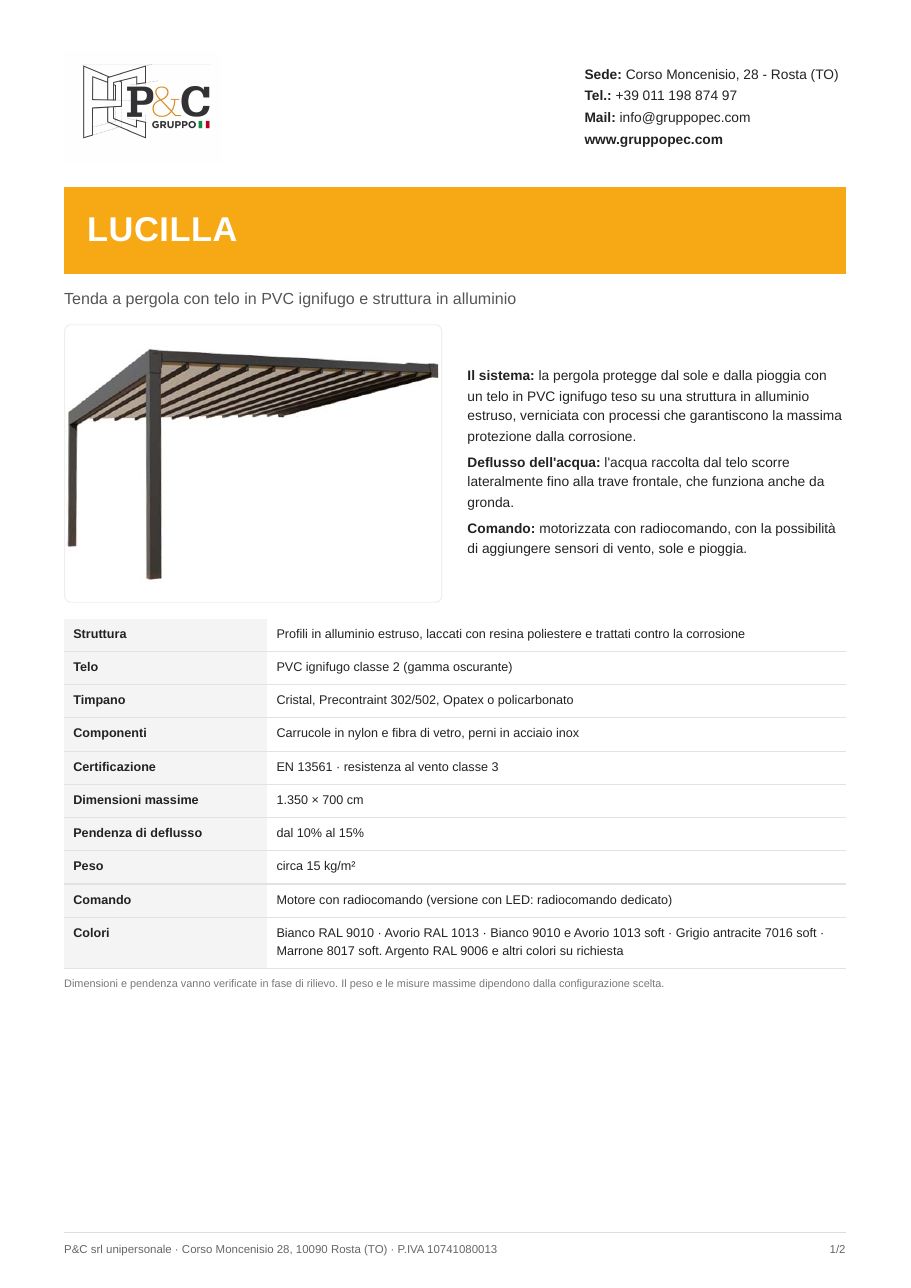 P&C
GRUPPO
Sede: Corso Moncenisio, 28 - Rosta (TO)
Tel.: +39 011 198 874 97
Mail: info@gruppopec.com
www.gruppopec.com
LUCILLA
Tenda a pergola con telo in PVC ignifugo e struttura in alluminio
Il sistema: la pergola protegge dal sole e dalla pioggia con
un telo in PVC ignifugo teso su una struttura in alluminio
estruso, verniciata con processi che garantiscono la massima
protezione dalla corrosione.
Deflusso dell'acqua: l'acqua raccolta dal telo scorre
lateralmente fino alla trave frontale, che funziona anche da
gronda.
Comando: motorizzata con radiocomando, con la possibilità
di aggiungere sensori di vento, sole e pioggia.
Struttura Profili in alluminio estruso, laccati con resina poliestere e trattati contro la corrosione
Telo PVC ignifugo classe 2 (gamma oscurante)
Timpano Cristal, Precontraint 302/502, Opatex o policarbonato
Componenti Carrucole in nylon e fibra di vetro, perni in acciaio inox
Certificazione EN 13561 · resistenza al vento classe 3
Dimensioni massime 1.350 × 700 cm
Pendenza di deflusso dal 10% al 15%
Peso circa 15 kg/m²
Comando Motore con radiocomando (versione con LED: radiocomando dedicato)
Colori Bianco RAL 9010 · Avorio RAL 1013 · Bianco 9010 e Avorio 1013 soft · Grigio antracite 7016 soft ·
Marrone 8017 soft. Argento RAL 9006 e altri colori su richiesta
Dimensioni e pendenza vanno verificate in fase di rilievo. Il peso e le misure massime dipendono dalla configurazione scelta.
P&C srl unipersonale · Corso Moncenisio 28, 10090 Rosta (TO) · P.IVA 10741080013 1/2